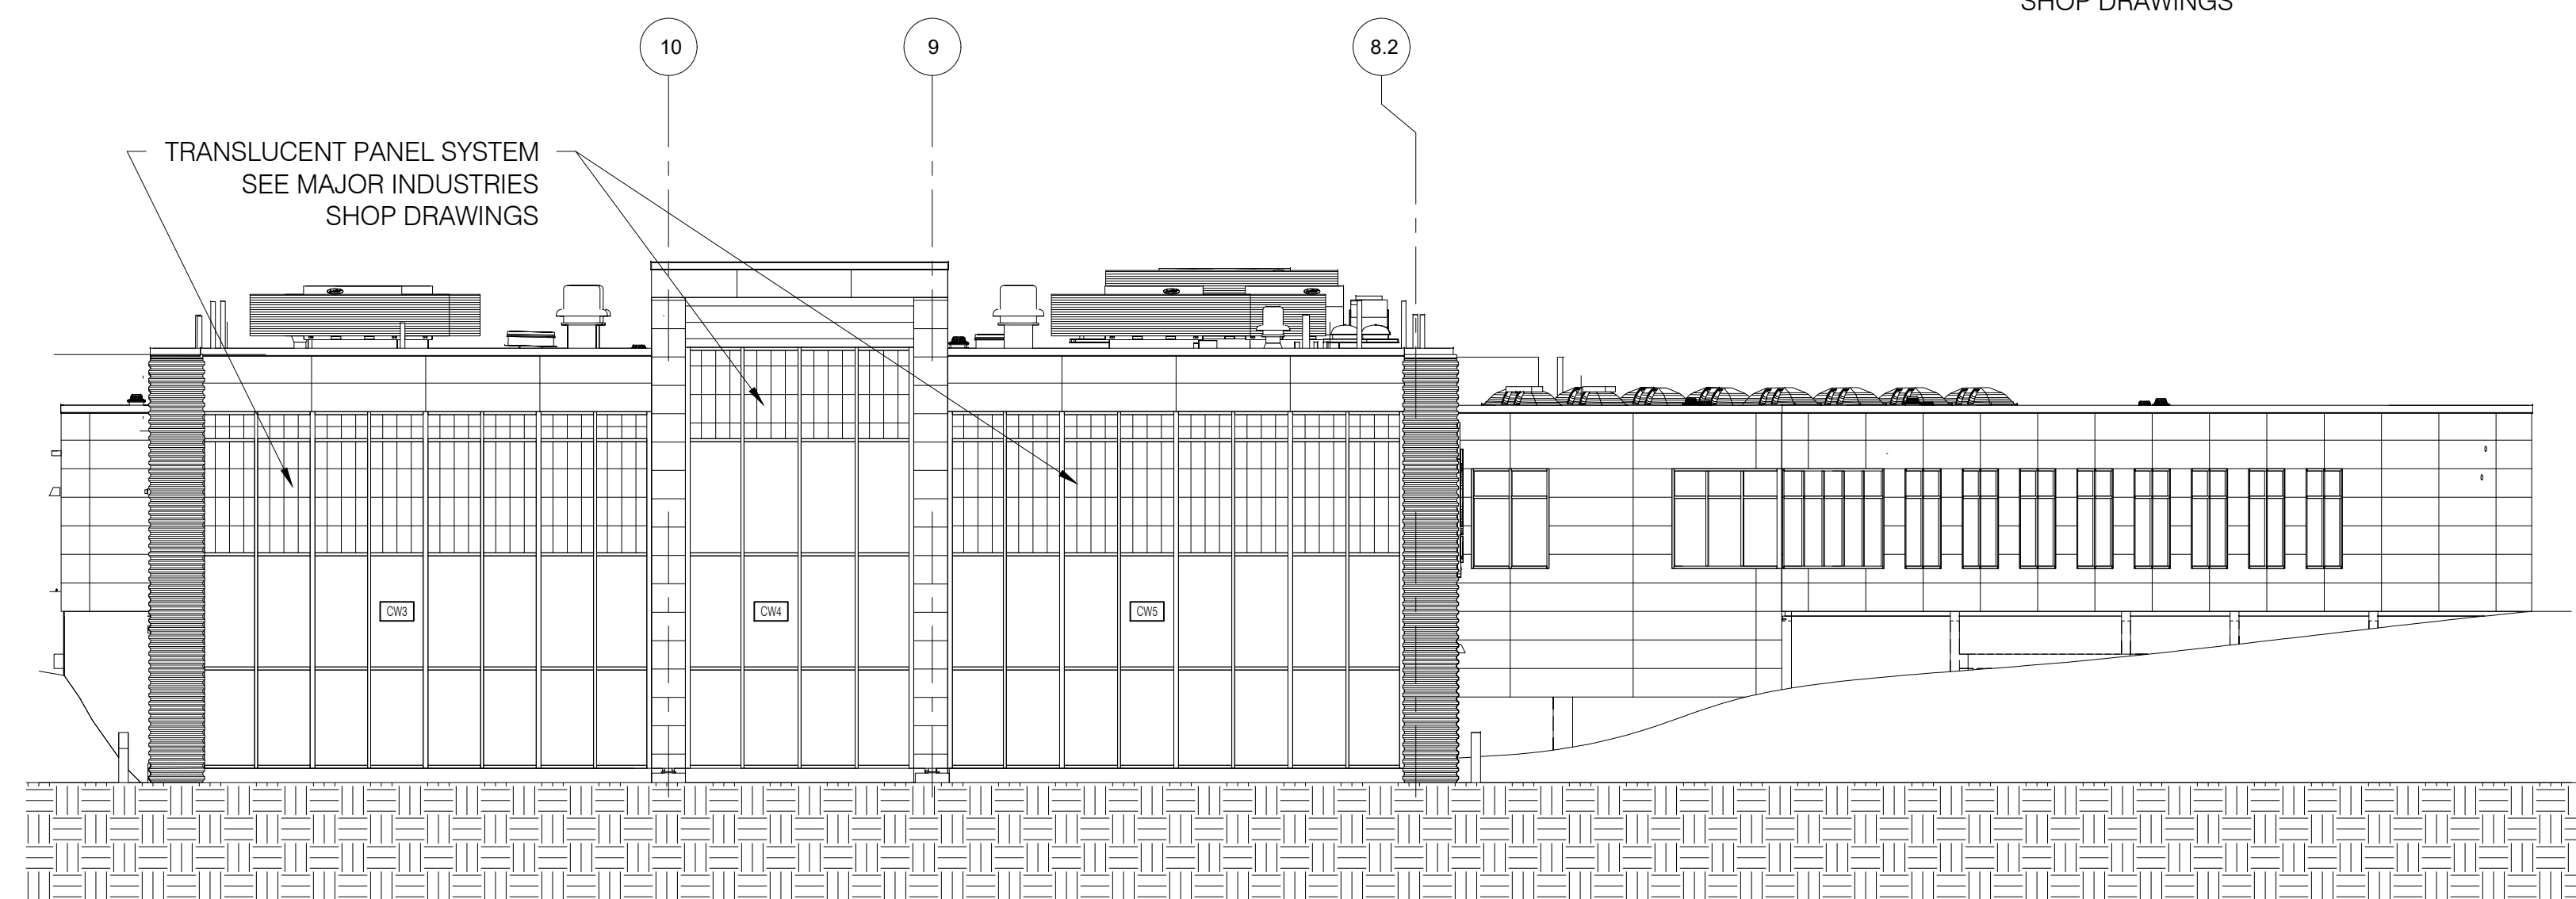 SHOP DRAWINGS
10
9
8.2
TRANSLUCENT PANEL SYSTEM
SEE MAJOR INDUSTRIES
SHOP DRAWINGS
CW3
CW4
CW5